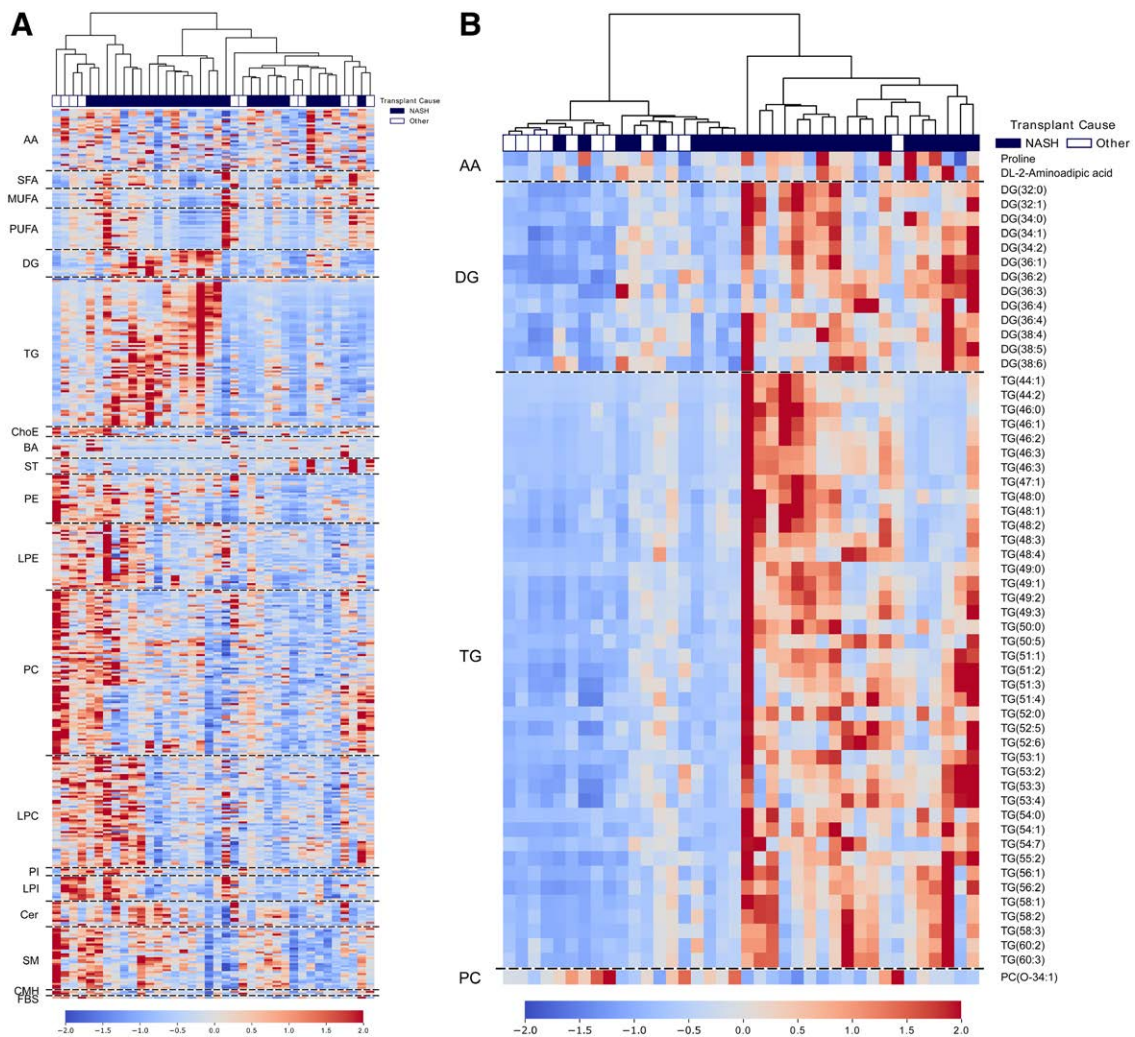 A
Transplant Cause
NASH
Other
AA
SFA
MUFA
PUFA
DG
TG
ChoE
BA
ST
PE
LPE
PC
LPC
PI
LPI
Cer
SM
CMH
FBS
−2.0 −1.5 −1.0 −0.5 0.0 0.5 1.0 1.5 2.0
B
Transplant Cause
NASH Other
AA
DG
TG
PC
Proline
DL-2-Aminoadipic acid
DG(32:0)
DG(32:1)
DG(34:0)
DG(34:1)
DG(34:2)
DG(36:1)
DG(36:2)
DG(36:3)
DG(36:4)
DG(36:4)
DG(38:4)
DG(38:5)
DG(38:6)
TG(44:1)
TG(44:2)
TG(46:0)
TG(46:1)
TG(46:2)
TG(46:3)
TG(46:3)
TG(47:1)
TG(48:0)
TG(48:1)
TG(48:2)
TG(48:3)
TG(48:4)
TG(49:0)
TG(49:1)
TG(49:2)
TG(49:3)
TG(50:0)
TG(50:5)
TG(51:1)
TG(51:2)
TG(51:3)
TG(51:4)
TG(52:0)
TG(52:5)
TG(52:6)
TG(53:1)
TG(53:2)
TG(53:3)
TG(53:4)
TG(54:0)
TG(54:1)
TG(54:7)
TG(55:2)
TG(56:1)
TG(56:2)
TG(58:1)
TG(58:2)
TG(58:3)
TG(60:2)
TG(60:3)
PC(O-34:1)
−2.0 −1.5 −1.0 −0.5 0.0 0.5 1.0 1.5 2.0